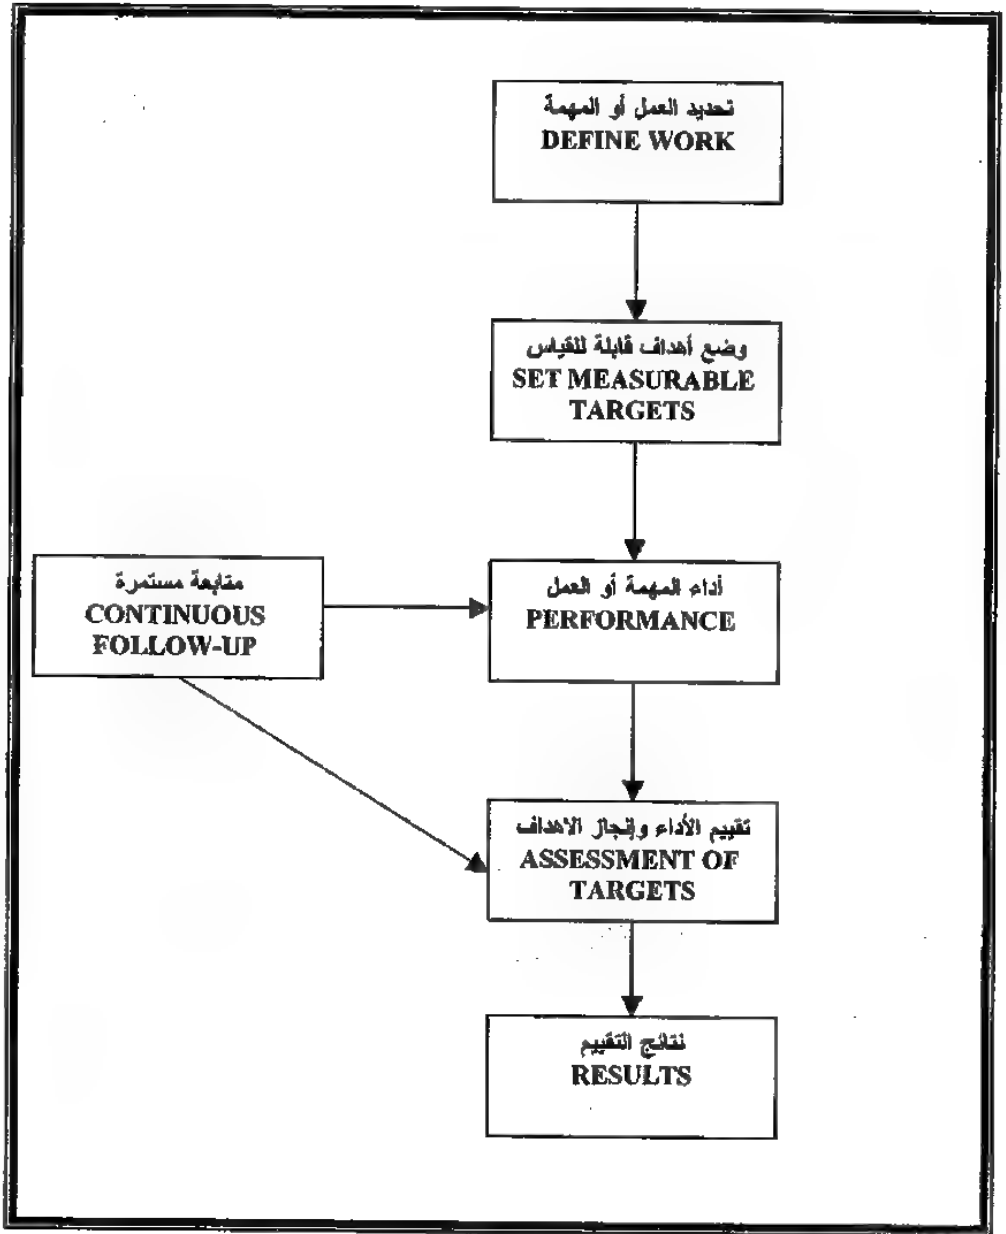 تحديد العمل أو المهمة
DEFINE WORK
وضع أهداف قابلة للقياس
SET MEASURABLE
TARGETS
متابعة مستمرة
CONTINUOUS
FOLLOW-UP
أداء المهمة أو العمل
PERFORMANCE
تقييم الأداء وإنجاز الاهداف
ASSESSMENT OF
TARGETS
نتائج التقييم
RESULTS